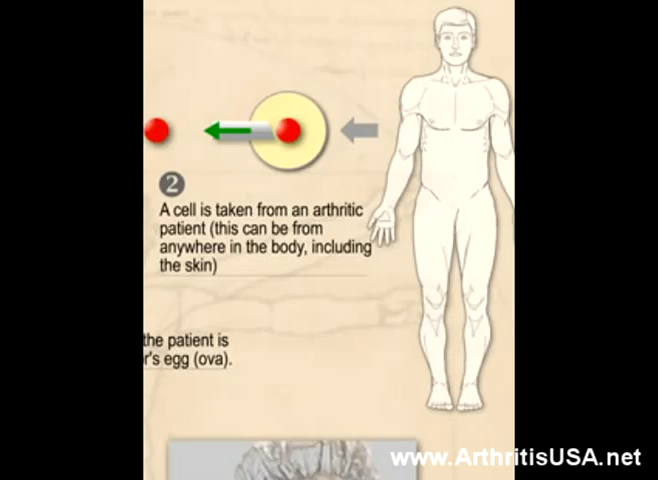 2
A cell is taken from an arthritic
patient (this can be from
anywhere in the body, including
the skin)
the patient is
r's egg (ova).
www.ArthritisUSA.net